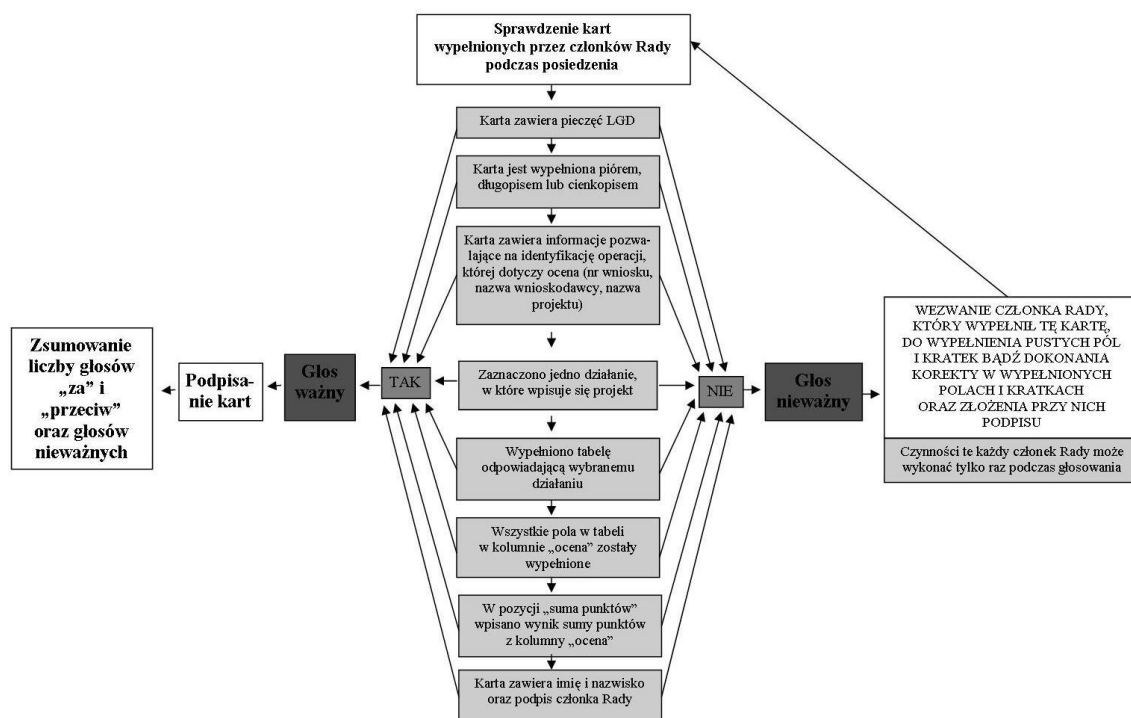 Sprawdzenie kart
wypełnionych przez członków Rady
podczas posiedzenia
Karta zawiera pieczęć LGD
Karta jest wypełniona piórem,
długopisem lub cienkopisem
Karta zawiera informacje pozwa-
lające na identyfikację operacji,
której dotyczy ocena (nr wniosku,
nazwa wnioskodawcy, nazwa
projektu)
Zsumowanie
liczby głosów
„za” i
„przeciw”
oraz głosów
nieważnych
Podpisa-
nie kart
Głos
ważny
TAK
Zaznaczono jedno działanie,
w które wpisuje się projekt
NIE
Głos
nieważny
WEZWANIE CZŁONKA RADY,
KTÓRY WYPEŁNIŁ TĘ KARTĘ,
DO WYPEŁNIENIA PUSTYCH PÓL
I KRATEK BĄDŹ DOKONANIA
KOREKTY W WYPEŁNIONYCH
POLACH I KRATKACH
ORAZ ZŁOŻENIA PRZY NICH
PODPISU
Czynności te każdy członek Rady może
wykonać tylko raz podczas głosowania
Wypełniono tabelę
odpowiadającą wybranemu
działaniu
Wszystkie pola w tabeli
w kolumnie „ocena” zostały
wypełnione
W pozycji „suma punktów”
wpisano wynik sumy punktów
z kolumny „ocena”
Karta zawiera imię i nazwisko
oraz podpis członka Rady